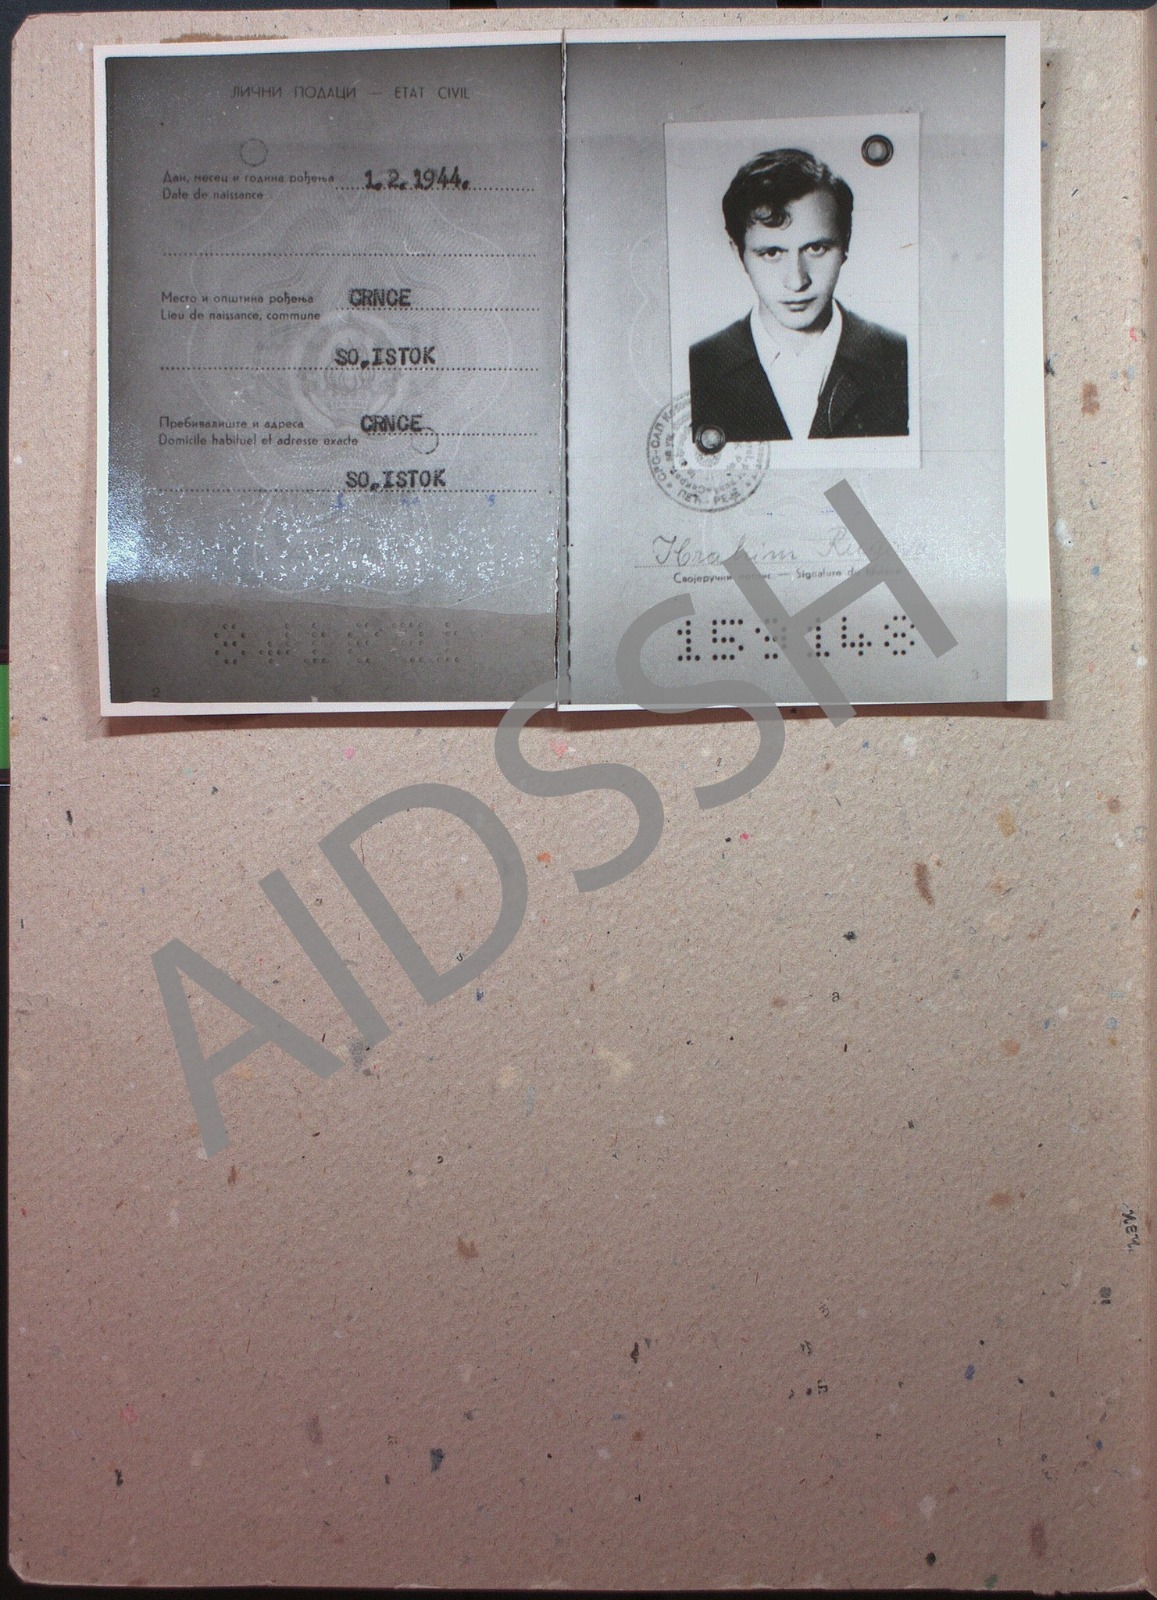 ЛИЧНИ ПОДАЦИ — ETAT CIVIL
Дан, месец и година рођења 1.2.1944.
Date de naissance
Место и општина рођења CRNCE
Lieu de naissance, commune
SO.ISTOK
Пребивалиште и адреса CRNCE
Domicile habituel et adresse exacte
SO.ISTOK
2
Ibrahim
Својеручни — Signature du
3
AIDSSH